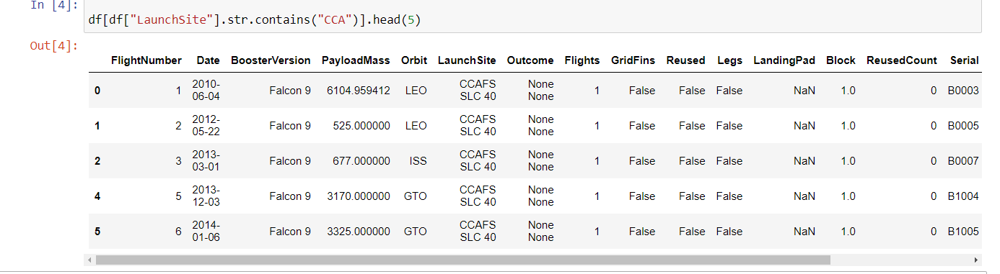 In [4]:
df[df["LaunchSite"].str.contains("CCA")].head(5)
Out[4]:
FlightNumber Date BoosterVersion PayloadMass Orbit LaunchSite Outcome Flights GridFins Reused Legs LandingPad Block ReusedCount Serial
0 1 2010-06-04 Falcon 9 6104.959412 LEO CCAFS SLC 40 None None 1 False False False NaN 1.0 0 B0003
1 2 2012-05-22 Falcon 9 525.000000 LEO CCAFS SLC 40 None None 1 False False False NaN 1.0 0 B0005
2 3 2013-03-01 Falcon 9 677.000000 ISS CCAFS SLC 40 None None 1 False False False NaN 1.0 0 B0007
4 5 2013-12-03 Falcon 9 3170.000000 GTO CCAFS SLC 40 None None 1 False False False NaN 1.0 0 B1004
5 6 2014-01-06 Falcon 9 3325.000000 GTO CCAFS SLC 40 None None 1 False False False NaN 1.0 0 B1005